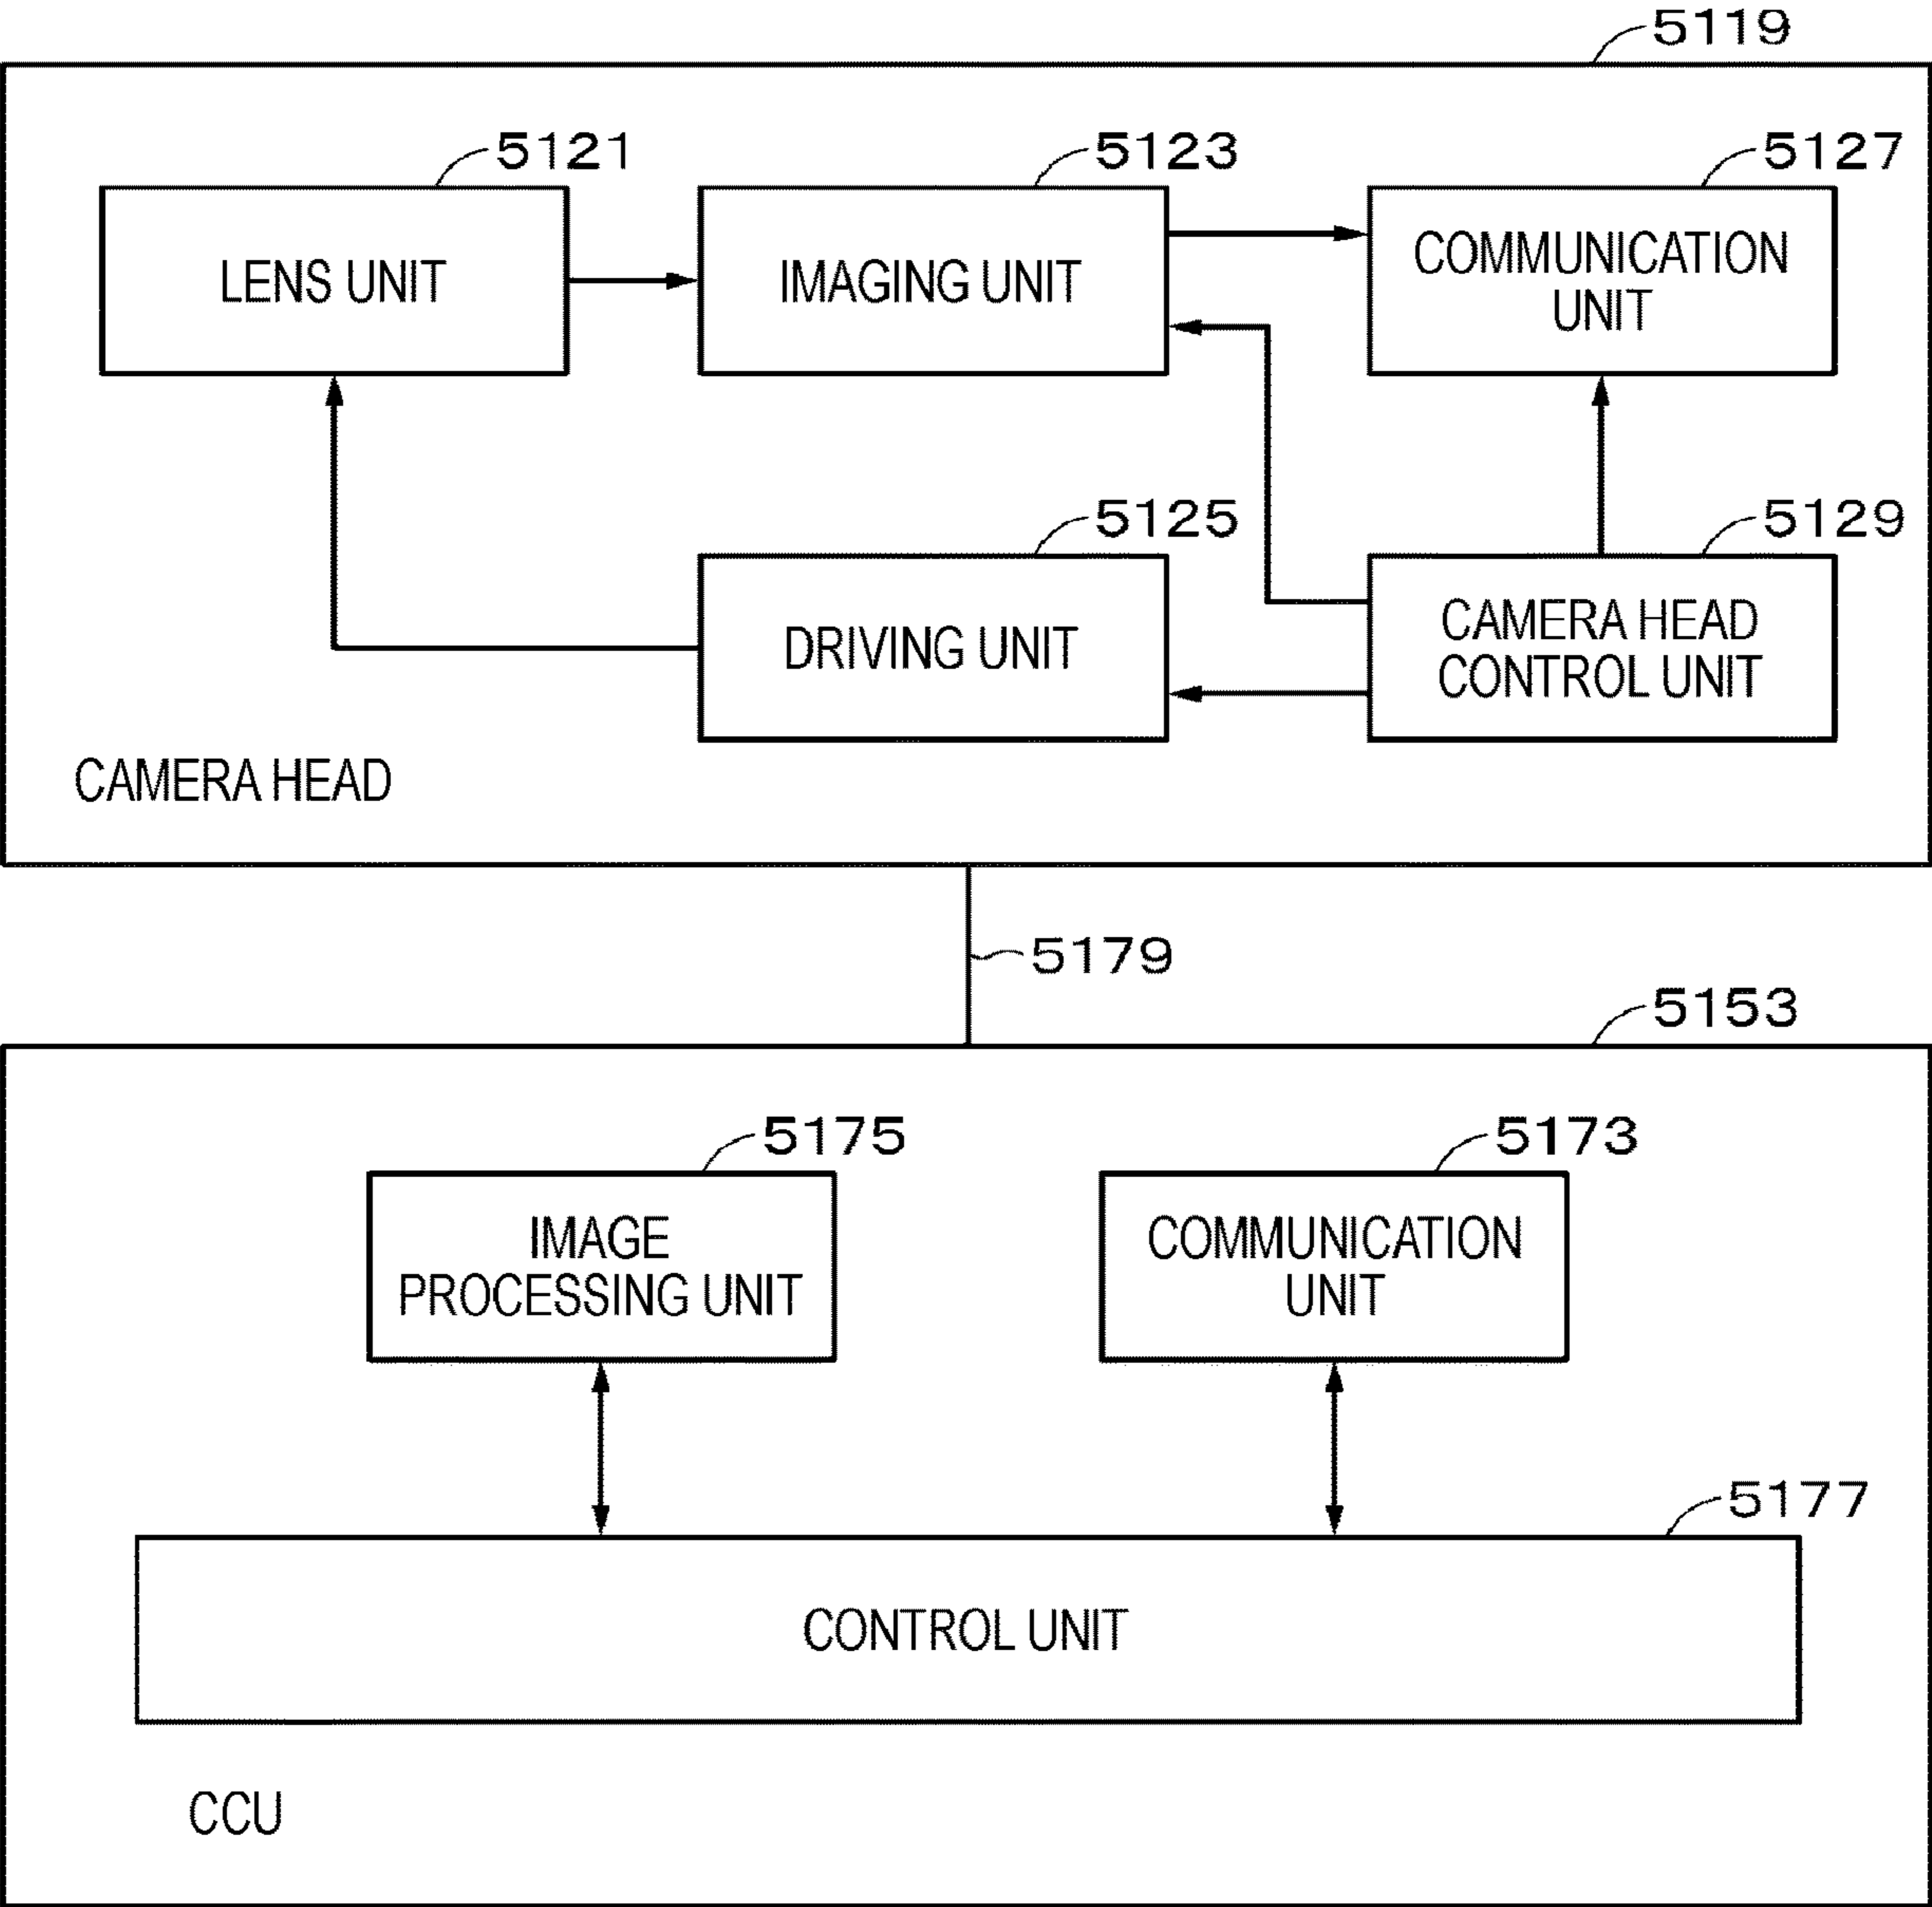 5119
5121
5123
5127
LENS UNIT
IMAGING UNIT
COMMUNICATION
UNIT
5125
5129
DRIVING UNIT
CAMERA HEAD
CONTROL UNIT
CAMERA HEAD
5179
5153
5175
5173
IMAGE
PROCESSING UNIT
COMMUNICATION
UNIT
5177
CONTROL UNIT
CCU